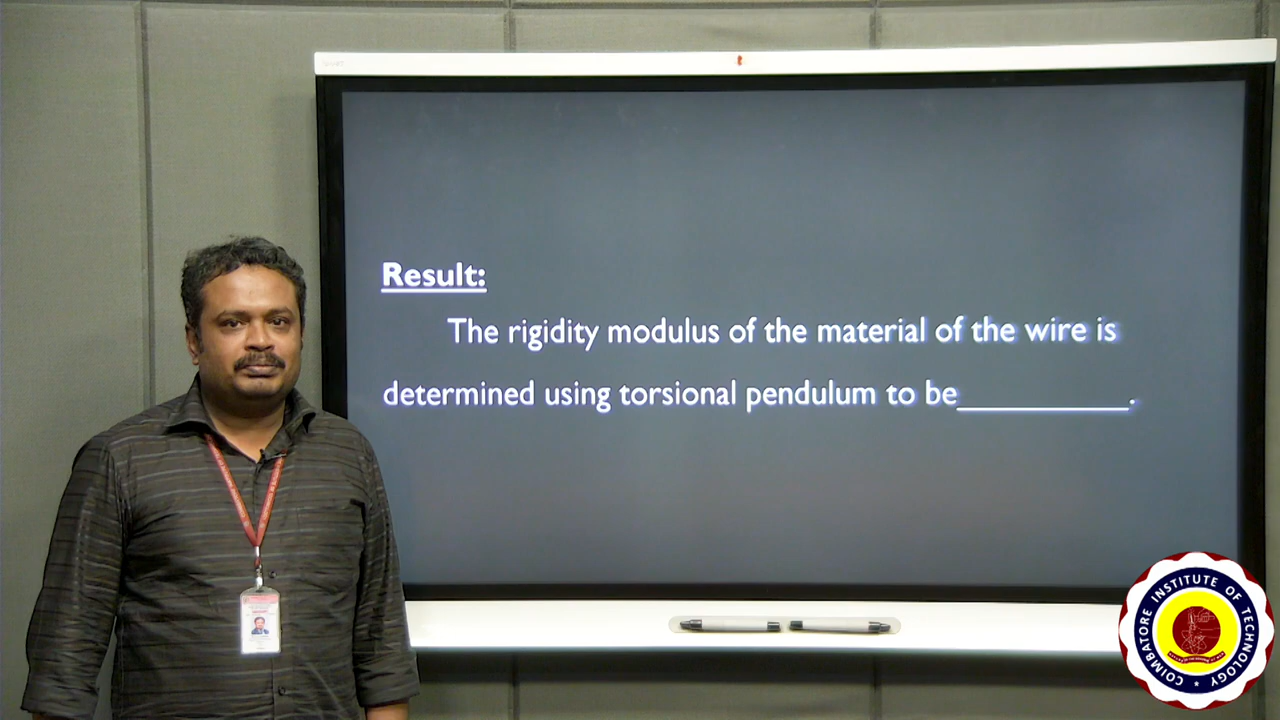 Result:
The rigidity modulus of the material of the wire is
determined using torsional pendulum to be__________.
COIMBATORE INSTITUTE OF TECHNOLOGY